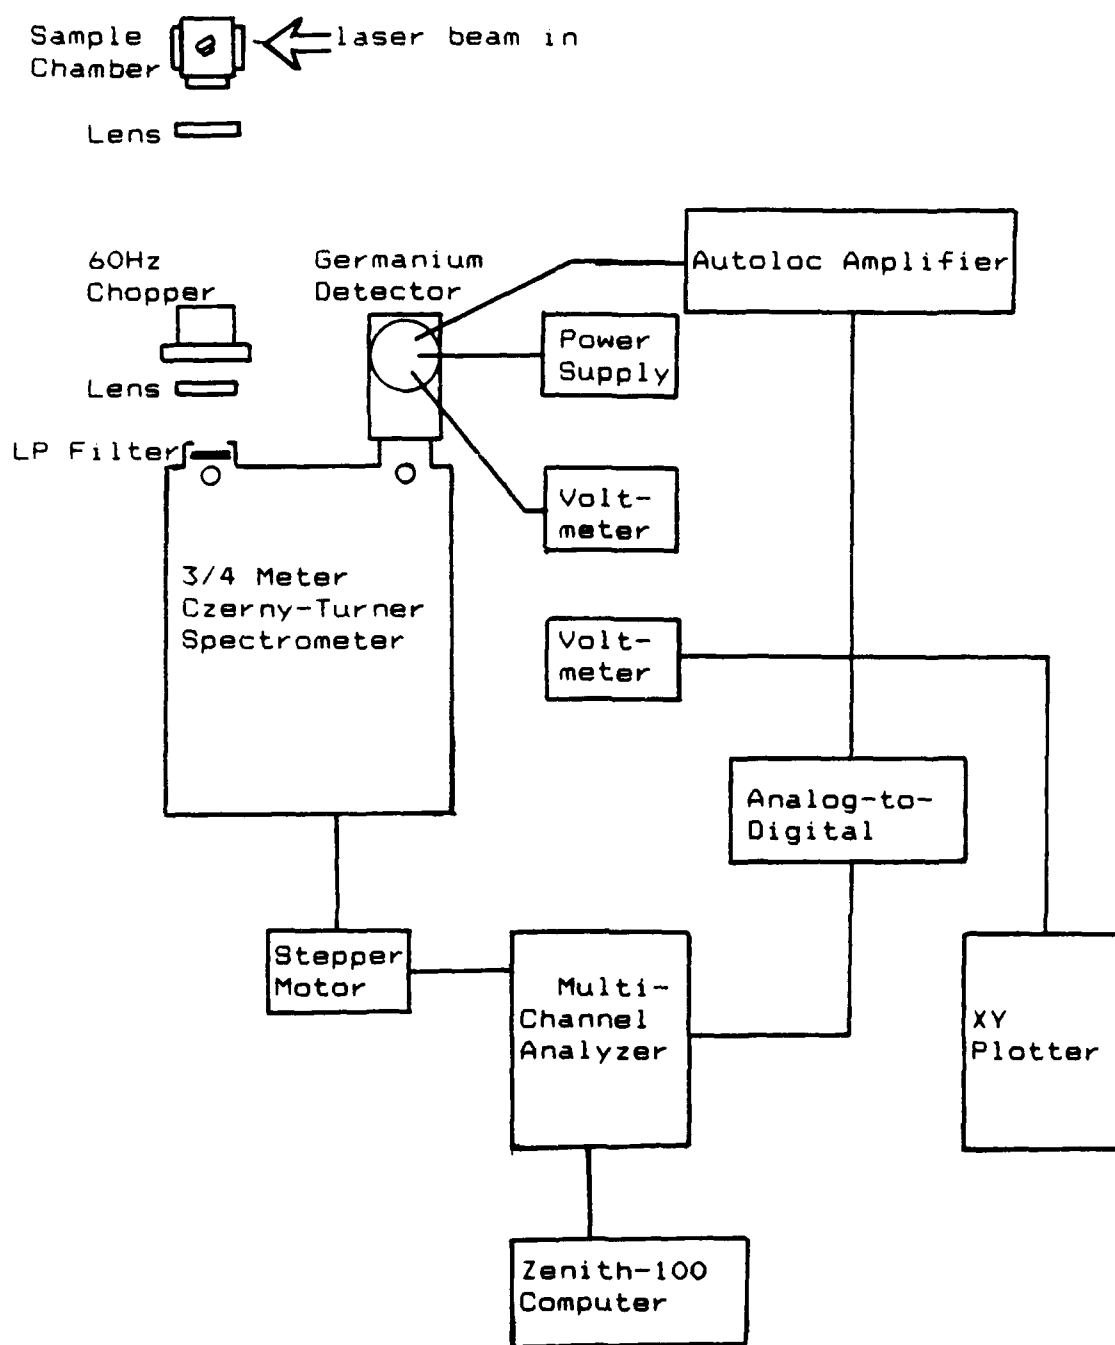 Sample
Chamber
laser beam in
Lens
60Hz
Chopper
Germanium
Detector
Autoloc Amplifier
Power
Supply
Lens
LP Filter
Volt-
meter
3/4 Meter
Czerny-Turner
Spectrometer
Volt-
meter
Analog-to-
Digital
Stepper
Motor
Multi-
Channel
Analyzer
XY
Plotter
Zenith-100
Computer